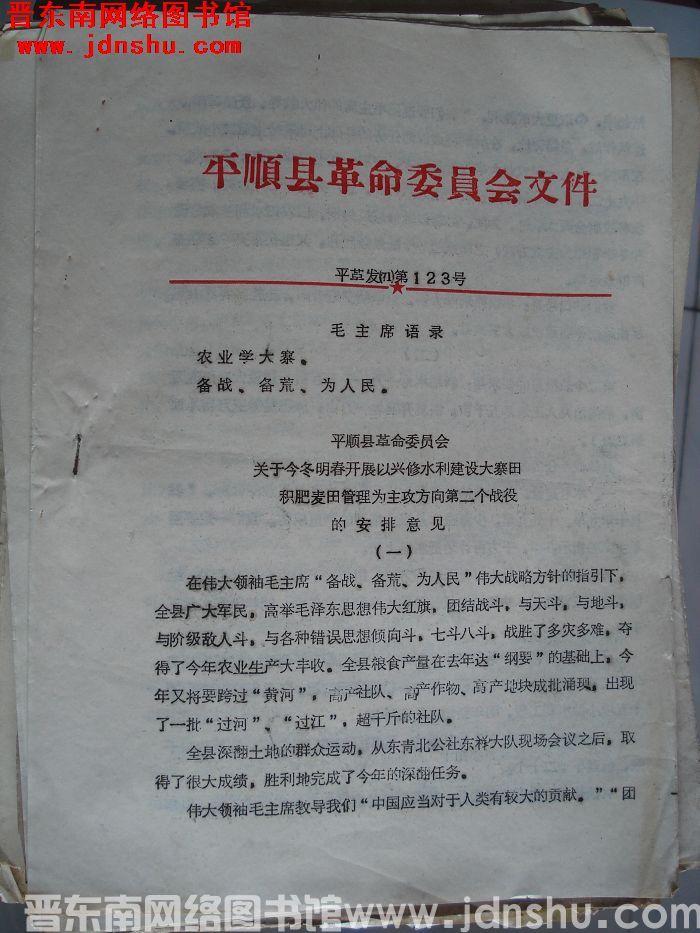 晋东南网络图书馆
www.jdnshu.com
平順县革命委員会文件
平革发(71)第123号
毛主席语录
农业学大寨。
备战、备荒、为人民。
平顺县革命委员会
关于今冬明春开展以兴修水利建设大寨田
积肥麦田管理为主攻方向第二个战役
的安排意见
(一)
在伟大领袖毛主席“备战、备荒、为人民”伟大战略方针的指引下,
全县广大军民,高举毛泽东思想伟大红旗,团结战斗,与天斗,与地斗,
与阶级敌人斗,与各种错误思想倾向斗,七斗八斗,战胜了多灾多难,夺
得了今年农业生产大丰收。全县粮食产量在去年达“纲要”的基础上,今
年又将要跨过“黄河”,高产社队、高产作物、高产地块成批涌现,出现
了一批“过河”、“过江”,超千斤的社队。
全县深翻土地的群众运动,从东青北公社东禅大队现场会议之后,取
得了很大成绩,胜利地完成了今年的深翻任务。
伟大领袖毛主席教导我们“中国应当对于人类有较大的贡献。”“团
晋东南网络图书馆 www.jdnshu.com